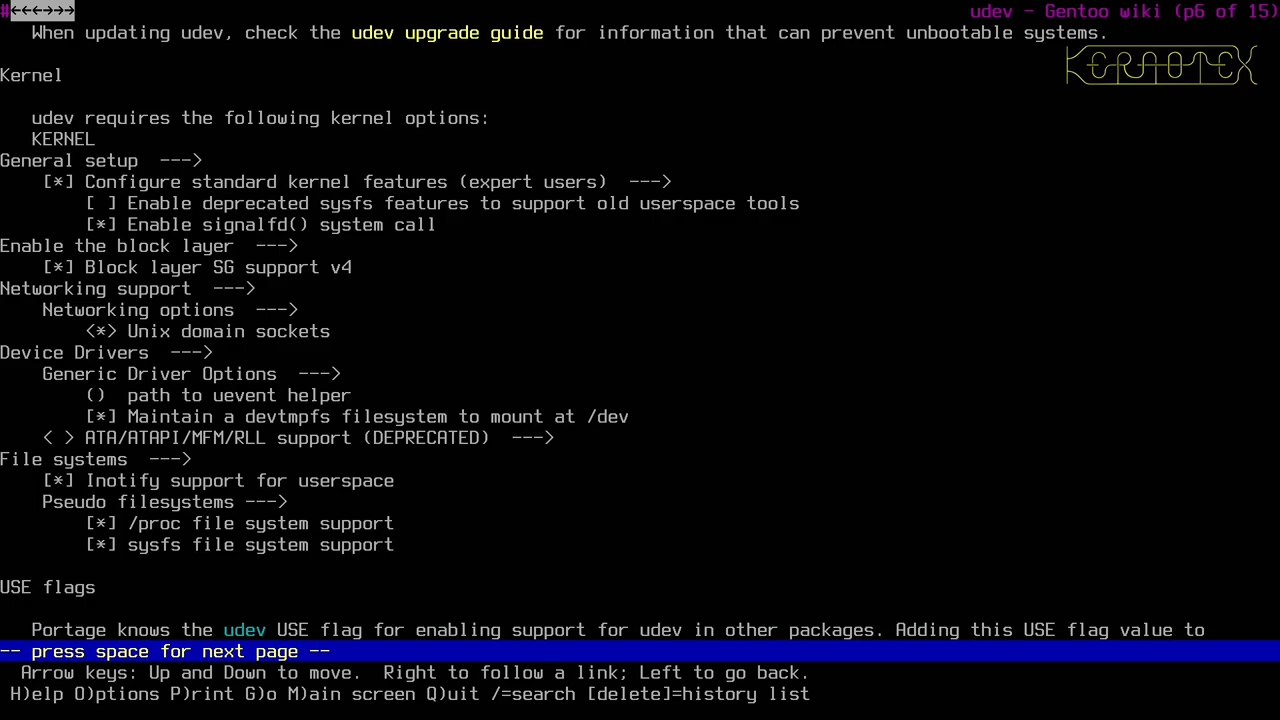 #<--<-->-->
udev - Gentoo wiki (p6 of 15)
When updating udev, check the udev upgrade guide for information that can prevent unbootable systems.
KERNOTEX
Kernel
udev requires the following kernel options:
KERNEL
General setup  --->
[*] Configure standard kernel features (expert users)  --->
[ ] Enable deprecated sysfs features to support old userspace tools
[*] Enable signalfd() system call
Enable the block layer  --->
[*] Block layer SG support v4
Networking support  --->
Networking options  --->
<*> Unix domain sockets
Device Drivers  --->
Generic Driver Options  --->
()  path to uevent helper
[*] Maintain a devtmpfs filesystem to mount at /dev
< > ATA/ATAPI/MFM/RLL support (DEPRECATED)  --->
File systems  --->
[*] Inotify support for userspace
Pseudo filesystems --->
[*] /proc file system support
[*] sysfs file system support
USE flags
Portage knows the udev USE flag for enabling support for udev in other packages. Adding this USE flag value to
-- press space for next page --
Arrow keys: Up and Down to move.  Right to follow a link; Left to go back.
H)elp O)ptions P)rint G)o M)ain screen Q)uit /=search [delete]=history list